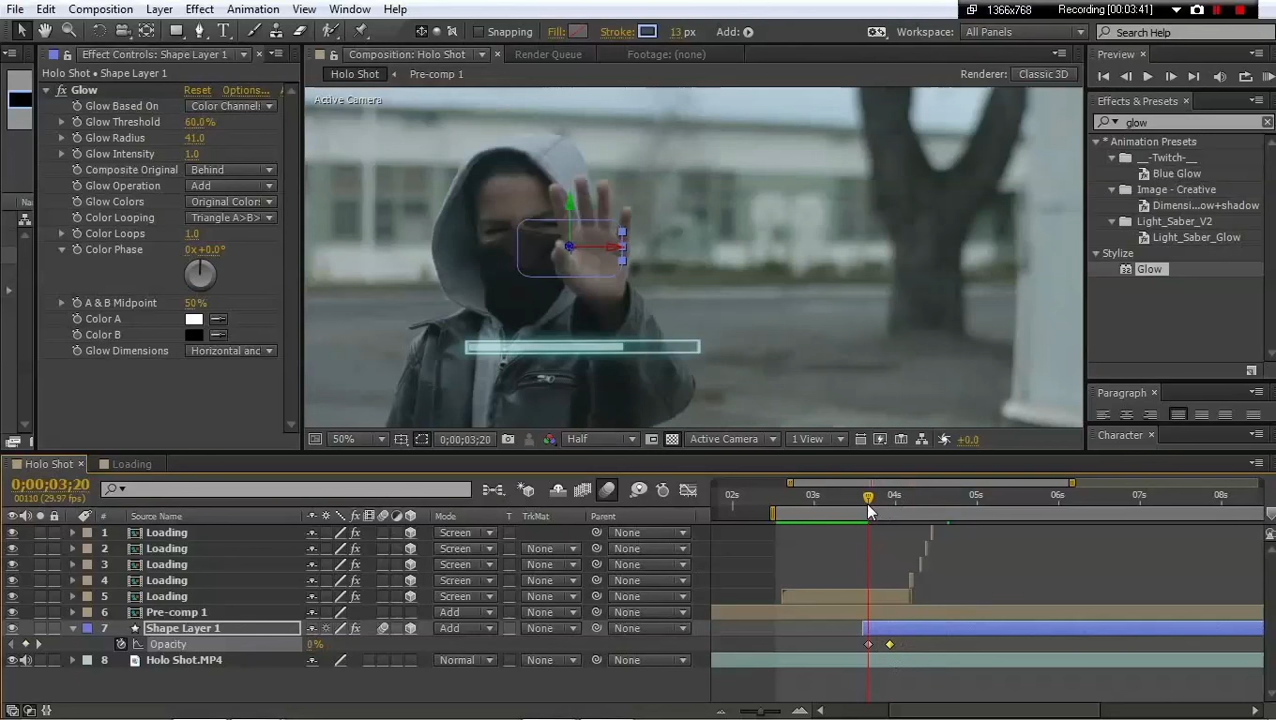 File Edit Composition Layer Effect Animation View Window Help
1366x768 Recording [00:03:41]
Snapping Fill: Stroke: 13 px Add: Workspace: All Panels Search Help
Effect Controls: Shape Layer 1
Composition: Holo Shot Render Queue Footage: (none) Preview
Holo Shot • Shape Layer 1
Holo Shot Pre-comp 1 Renderer: Classic 3D
fx Glow Reset Options...
Active Camera
Effects & Presets
Glow Based On Color Channel:
Glow Threshold 60.0%
glow
Glow Radius 41.0
* Animation Presets
Glow Intensity 1.0
__-Twitch-__
Composite Original Behind
Blue Glow
Glow Operation Add
Image - Creative
Glow Colors Original Colors
Dimensi...ow+shadow
Color Looping Triangle A>B>
Light_Saber_V2
Color Loops 1.0
Light_Saber_Glow
Color Phase 0x+0.0°
Stylize
Glow
A & B Midpoint 50%
Color A
Color B
Glow Dimensions Horizontal and
Paragraph
50% 0;00;03;20 Half Active Camera 1 View +0.0
Character
Holo Shot Loading
0;00;03;20
00110 (29.97 fps)
02s 03s 04s 05s 06s 07s 08s
# Source Name Mode T TrkMat Parent
1 Loading Screen None
2 Loading Screen None None
3 Loading Screen None None
4 Loading Screen None None
5 Loading Screen None None
6 Pre-comp 1 Add None None
7 Shape Layer 1 Add None None
Opacity 0%
8 Holo Shot.MP4 Normal None None